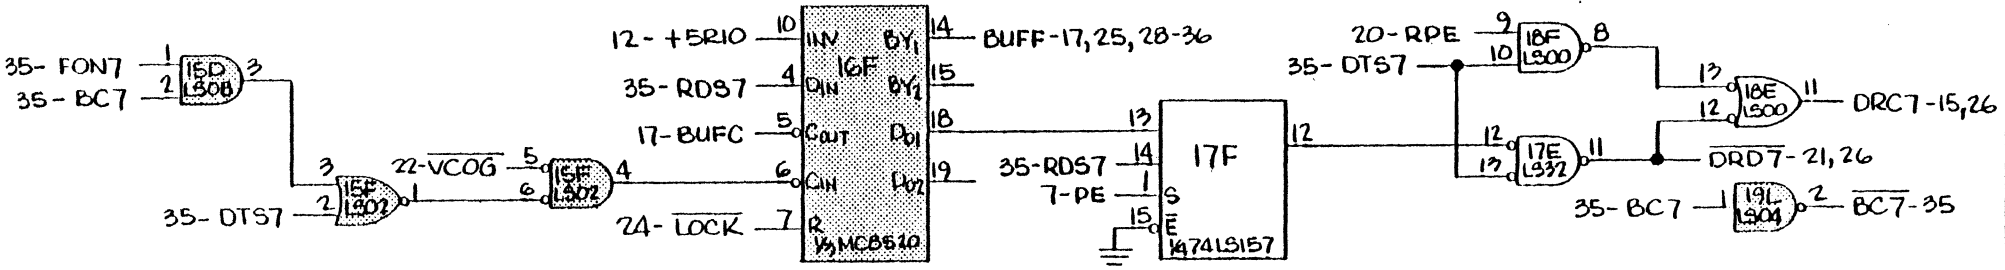 35- FON7 1
35- BC7 2
15D
LS08
3
3
35- DTS7 2
15F
LS02
1
22-VCOG 5
6
15F
LS02
4
12- +5R10 10 INV
35- RDS7 4 DIN
17-BUFC 5 COUT
6 CIN
24- LOCK 7 R
16F
BY1 14 BUFF-17,25,28-36
BY2 15
DO1 18
DO2 19
1/3 MC8520
13
35-RDS7 14
7-PE 1 S
15 E
17F
1/4 74LS157
12
20-RPE 9
35- DTS7 10
18F
LS00
8
12
13
17E
LS32
11
13
12
18E
LS00
11 DRC7-15,26
DRD7-21,26
35-BC7 1
19L
LS04
2 BC7-35